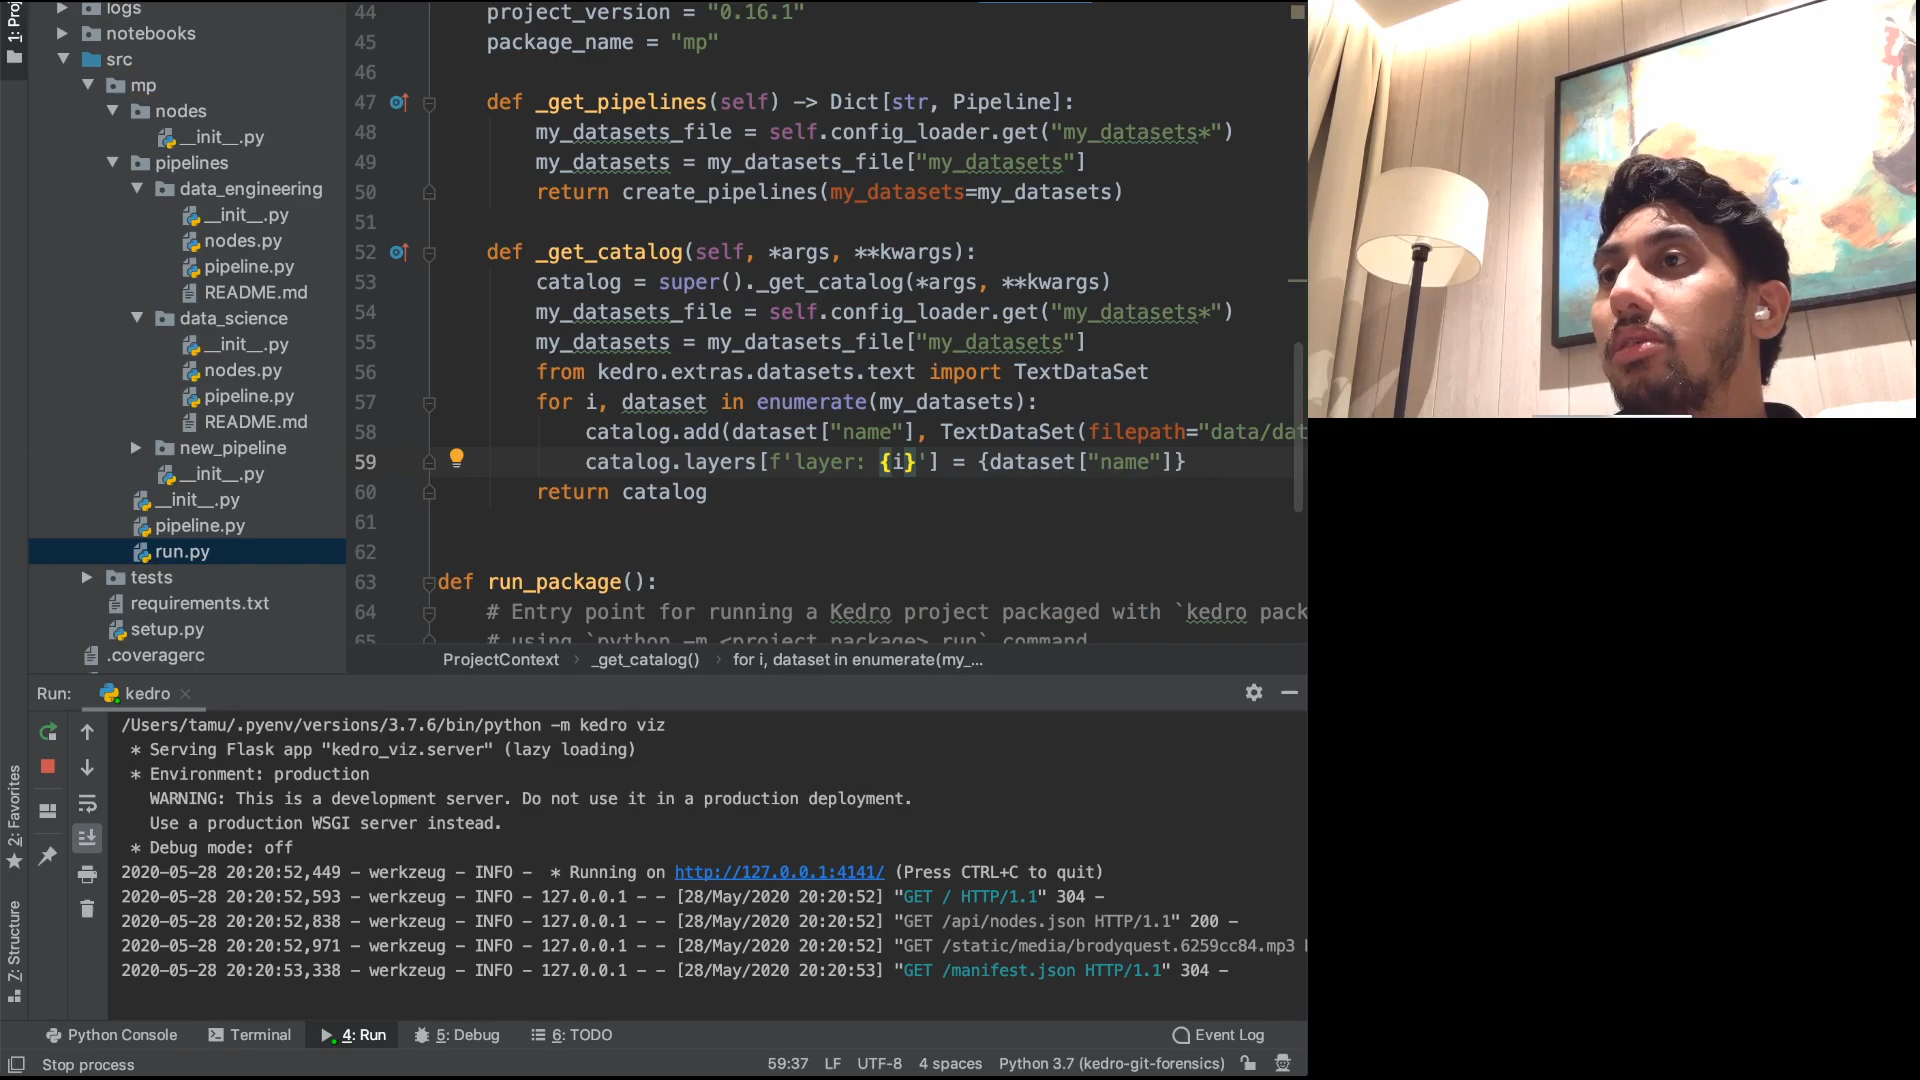 1: Proj
logs
notebooks
src
mp
nodes
__init__.py
pipelines
data_engineering
__init__.py
nodes.py
pipeline.py
README.md
data_science
__init__.py
nodes.py
pipeline.py
README.md
new_pipeline
__init__.py
__init__.py
pipeline.py
run.py
tests
requirements.txt
setup.py
.coveragerc
44 project_version = "0.16.1"
45 package_name = "mp"
46
47 def _get_pipelines(self) -> Dict[str, Pipeline]:
48 my_datasets_file = self.config_loader.get("my_datasets*")
49 my_datasets = my_datasets_file["my_datasets"]
50 return create_pipelines(my_datasets=my_datasets)
51
52 def _get_catalog(self, *args, **kwargs):
53 catalog = super()._get_catalog(*args, **kwargs)
54 my_datasets_file = self.config_loader.get("my_datasets*")
55 my_datasets = my_datasets_file["my_datasets"]
56 from kedro.extras.datasets.text import TextDataSet
57 for i, dataset in enumerate(my_datasets):
58 catalog.add(dataset["name"], TextDataSet(filepath="data/dat
59 catalog.layers[f'layer: {i}'] = {dataset["name"]}
60 return catalog
61
62
63 def run_package():
64 # Entry point for running a Kedro project packaged with `kedro pack
65 # using `python -m <project_package>.run` command
ProjectContext › _get_catalog() › for i, dataset in enumerate(my_...
Run: kedro
/Users/tamu/.pyenv/versions/3.7.6/bin/python -m kedro viz
* Serving Flask app "kedro_viz.server" (lazy loading)
* Environment: production
WARNING: This is a development server. Do not use it in a production deployment.
Use a production WSGI server instead.
* Debug mode: off
2020-05-28 20:20:52,449 - werkzeug - INFO -  * Running on http://127.0.0.1:4141/ (Press CTRL+C to quit)
2020-05-28 20:20:52,593 - werkzeug - INFO - 127.0.0.1 - - [28/May/2020 20:20:52] "GET / HTTP/1.1" 304 -
2020-05-28 20:20:52,838 - werkzeug - INFO - 127.0.0.1 - - [28/May/2020 20:20:52] "GET /api/nodes.json HTTP/1.1" 200 -
2020-05-28 20:20:52,971 - werkzeug - INFO - 127.0.0.1 - - [28/May/2020 20:20:52] "GET /static/media/brodyquest.6259cc84.mp3
2020-05-28 20:20:53,338 - werkzeug - INFO - 127.0.0.1 - - [28/May/2020 20:20:53] "GET /manifest.json HTTP/1.1" 304 -
2: Favorites
Z: Structure
Python Console Terminal 4: Run 5: Debug 6: TODO Event Log
Stop process 59:37 LF UTF-8 4 spaces Python 3.7 (kedro-git-forensics)